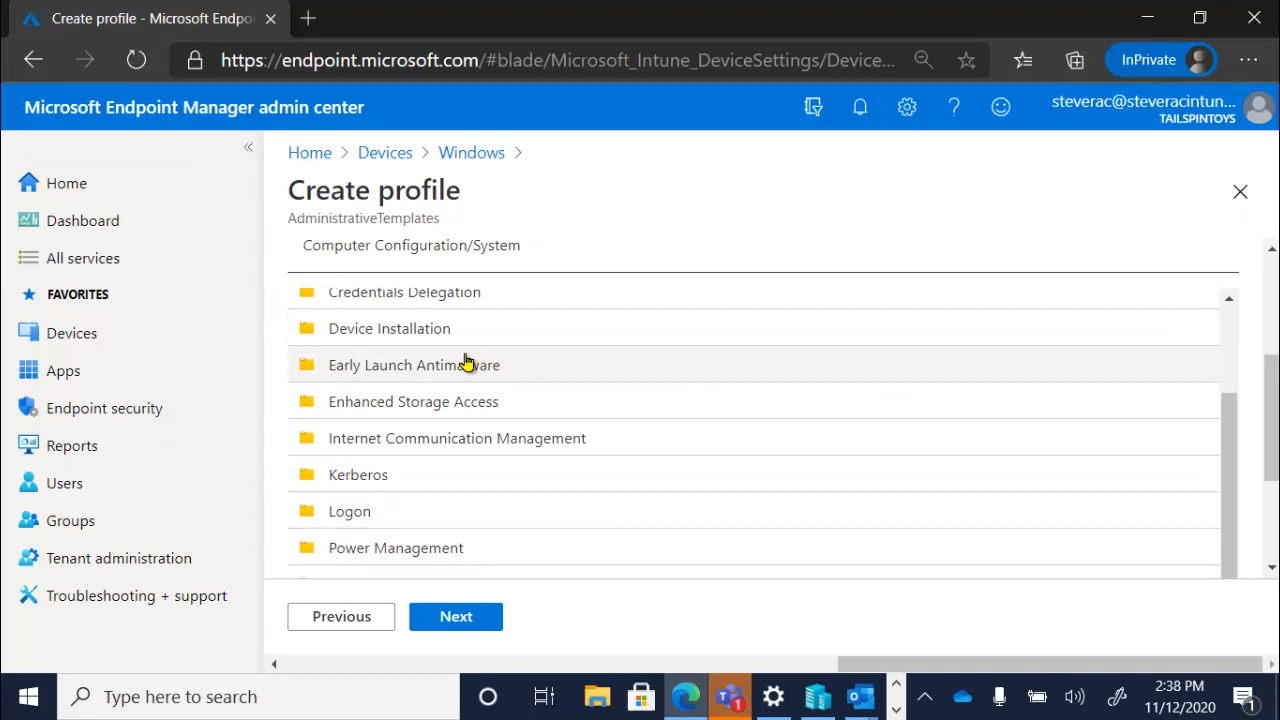 Create profile - Microsoft Endpo
https://endpoint.microsoft.com/#blade/Microsoft_Intune_DeviceSettings/Device...
InPrivate
Microsoft Endpoint Manager admin center
steverac@steveracintun...
TAILSPINTOYS
Home
Dashboard
All services
FAVORITES
Devices
Apps
Endpoint security
Reports
Users
Groups
Tenant administration
Troubleshooting + support
Home > Devices > Windows >
Create profile
AdministrativeTemplates
Computer Configuration/System
Credentials Delegation
Device Installation
Early Launch Antimalware
Enhanced Storage Access
Internet Communication Management
Kerberos
Logon
Power Management
Previous
Next
Type here to search
1
2:38 PM
11/12/2020
1